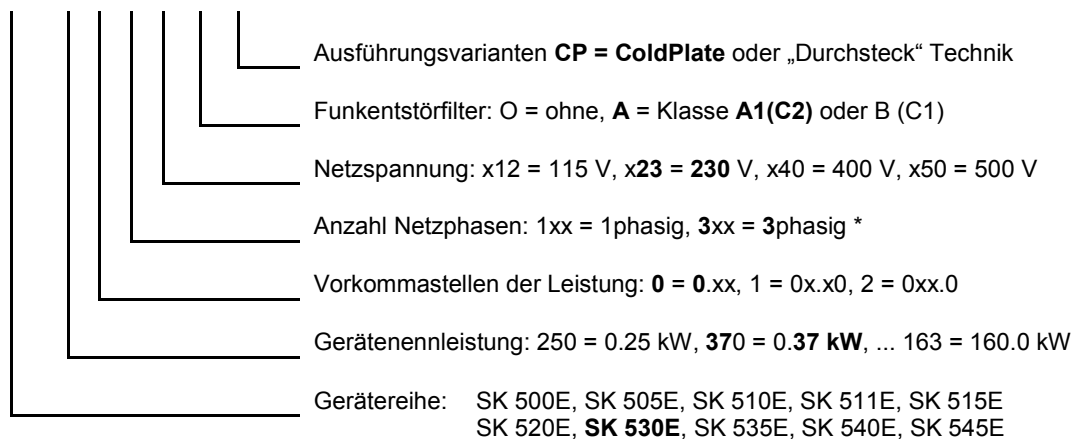 Ausführungsvarianten CP = ColdPlate oder „Durchsteck“ Technik
Funkentstörfilter: O = ohne, A = Klasse A1(C2) oder B (C1)
Netzspannung: x12 = 115 V, x23 = 230 V, x40 = 400 V, x50 = 500 V
Anzahl Netzphasen: 1xx = 1phasig, 3xx = 3phasig *
Vorkommastellen der Leistung: 0 = 0.xx, 1 = 0x.x0, 2 = 0xx.0
Gerätenennleistung: 250 = 0.25 kW, 370 = 0.37 kW, ... 163 = 160.0 kW
Gerätereihe: SK 500E, SK 505E, SK 510E, SK 511E, SK 515E
SK 520E, SK 530E, SK 535E, SK 540E, SK 545E